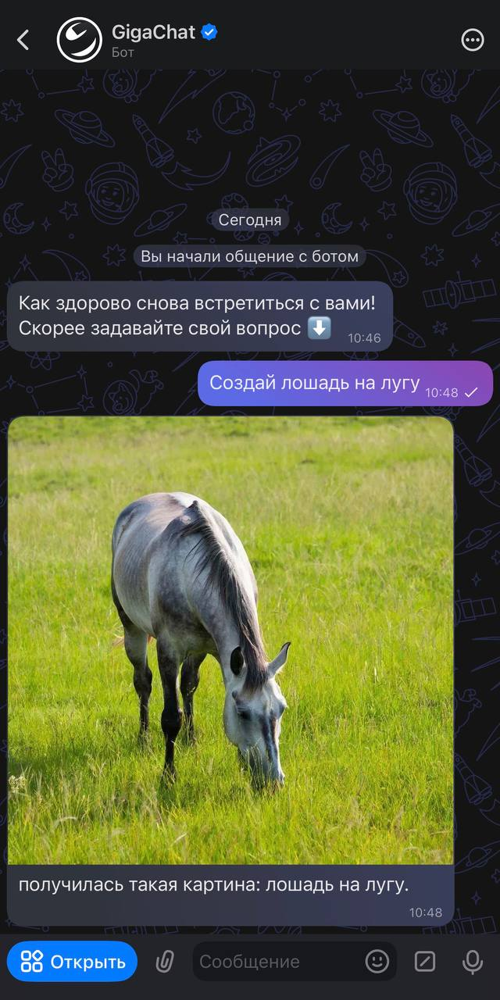 GigaChat
Бот
Сегодня
Вы начали общение с ботом
Как здорово снова встретиться с вами!
Скорее задавайте свой вопрос ⬇️
10:46
Создай лошадь на лугу
10:48
получилась такая картина: лошадь на лугу.
10:48
Открыть
Сообщение